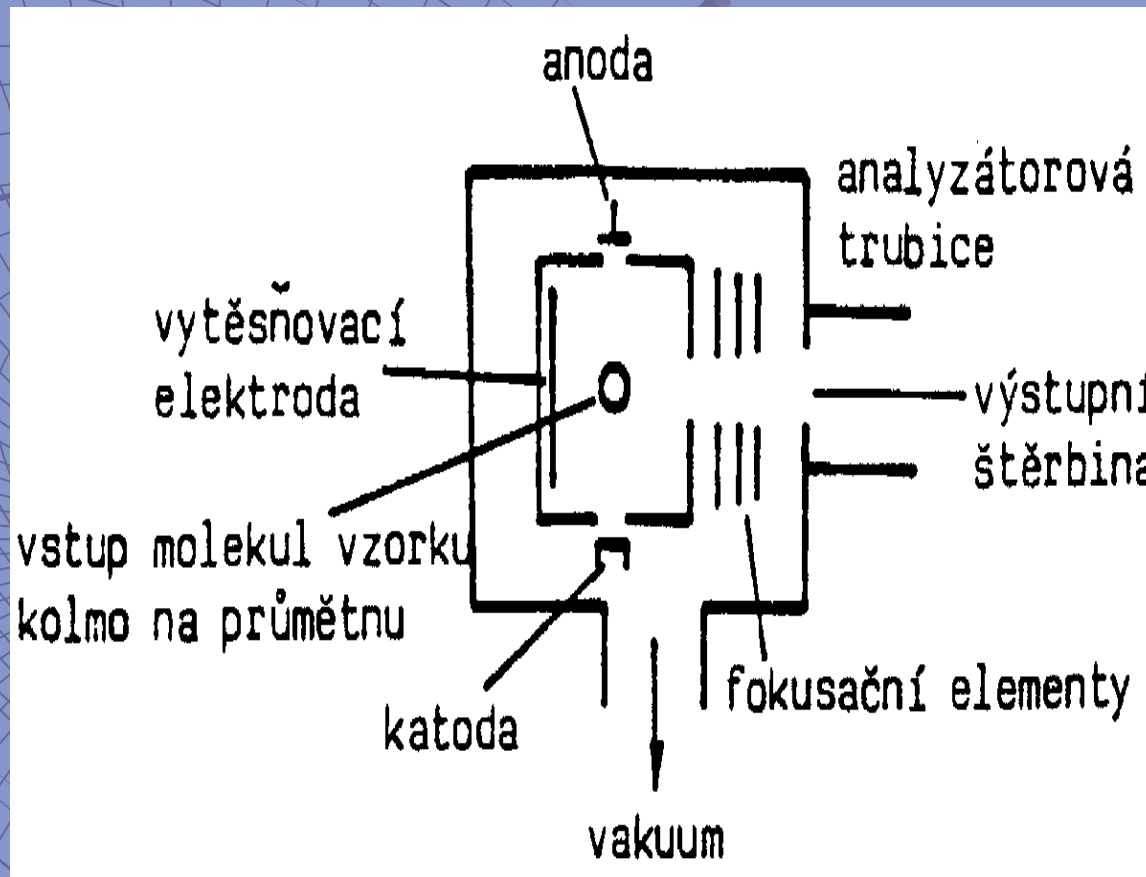 anoda
analyzátorová
trubice
vytěsňovací
elektroda
výstupní
štěrbina
vstup molekul vzorku
kolmo na průmětnu
fokusační elementy
katoda
vakuum